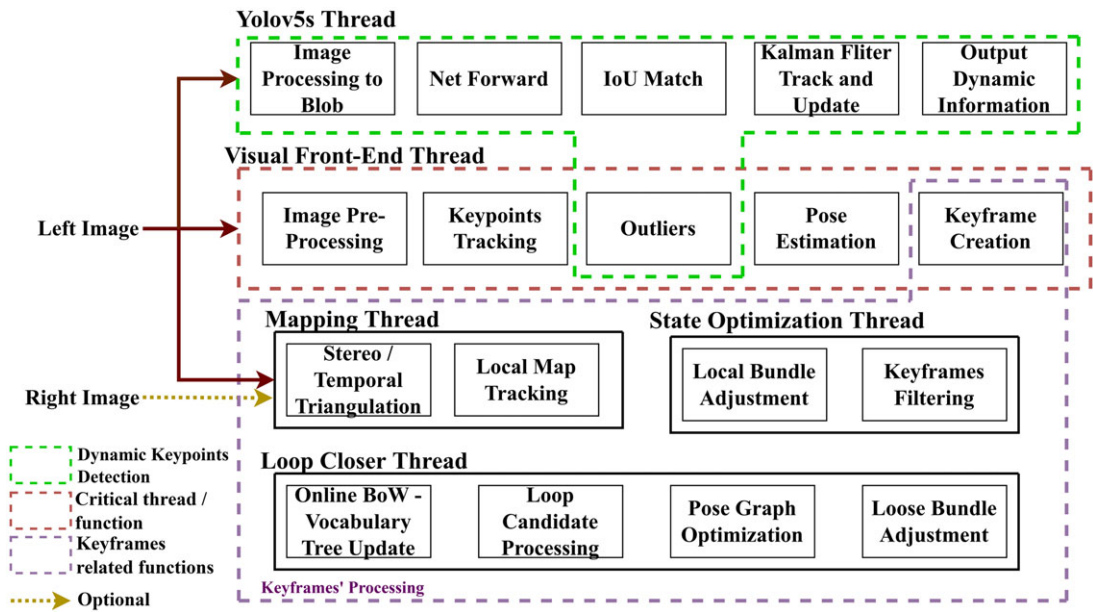 Yolov5s Thread
Image
Processing to
Blob
Net Forward
IoU Match
Kalman Fliter
Track and
Update
Output
Dynamic
Information
Visual Front-End Thread
Left Image
Image Pre-
Processing
Keypoints
Tracking
Outliers
Pose
Estimation
Keyframe
Creation
Mapping Thread
Stereo /
Temporal
Triangulation
Local Map
Tracking
State Optimization Thread
Local Bundle
Adjustment
Keyframes
Filtering
Right Image
Loop Closer Thread
Online BoW -
Vocabulary
Tree Update
Loop
Candidate
Processing
Pose Graph
Optimization
Loose Bundle
Adjustment
Keyframes' Processing
Dynamic Keypoints
Detection
Critical thread /
function
Keyframes
related functions
Optional